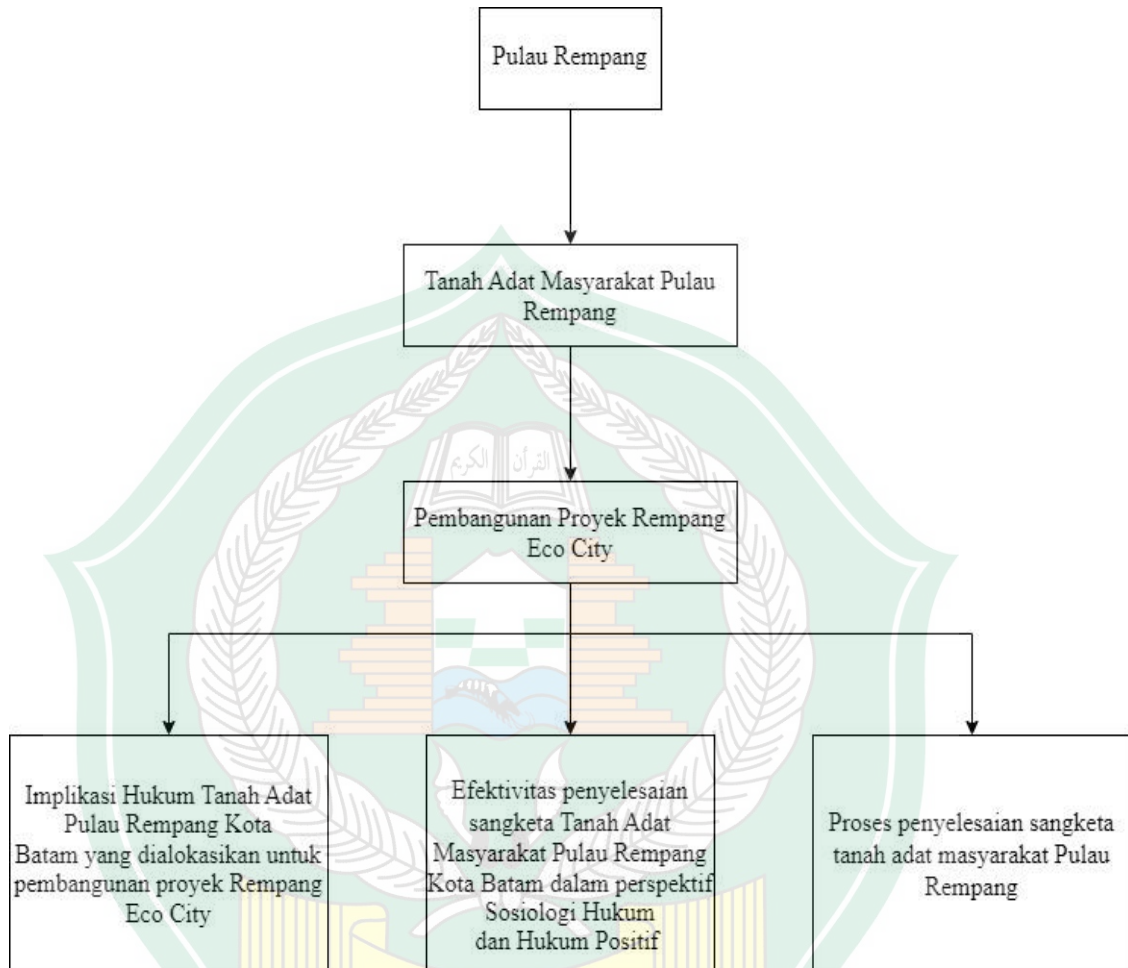 Pulau Rempang
Tanah Adat Masyarakat Pulau
Rempang
القرآن الكريم
Pembangunan Proyek Rempang
Eco City
Implikasi Hukum Tanah Adat
Pulau Rempang Kota
Batam yang dialokasikan untuk
pembangunan proyek Rempang
Eco City
Efektivitas penyelesaian
sangketa Tanah Adat
Masyarakat Pulau Rempang
Kota Batam dalam perspektif
Sosiologi Hukum
dan Hukum Positif
Proses penyelesaian sangketa
tanah adat masyarakat Pulau
Rempang